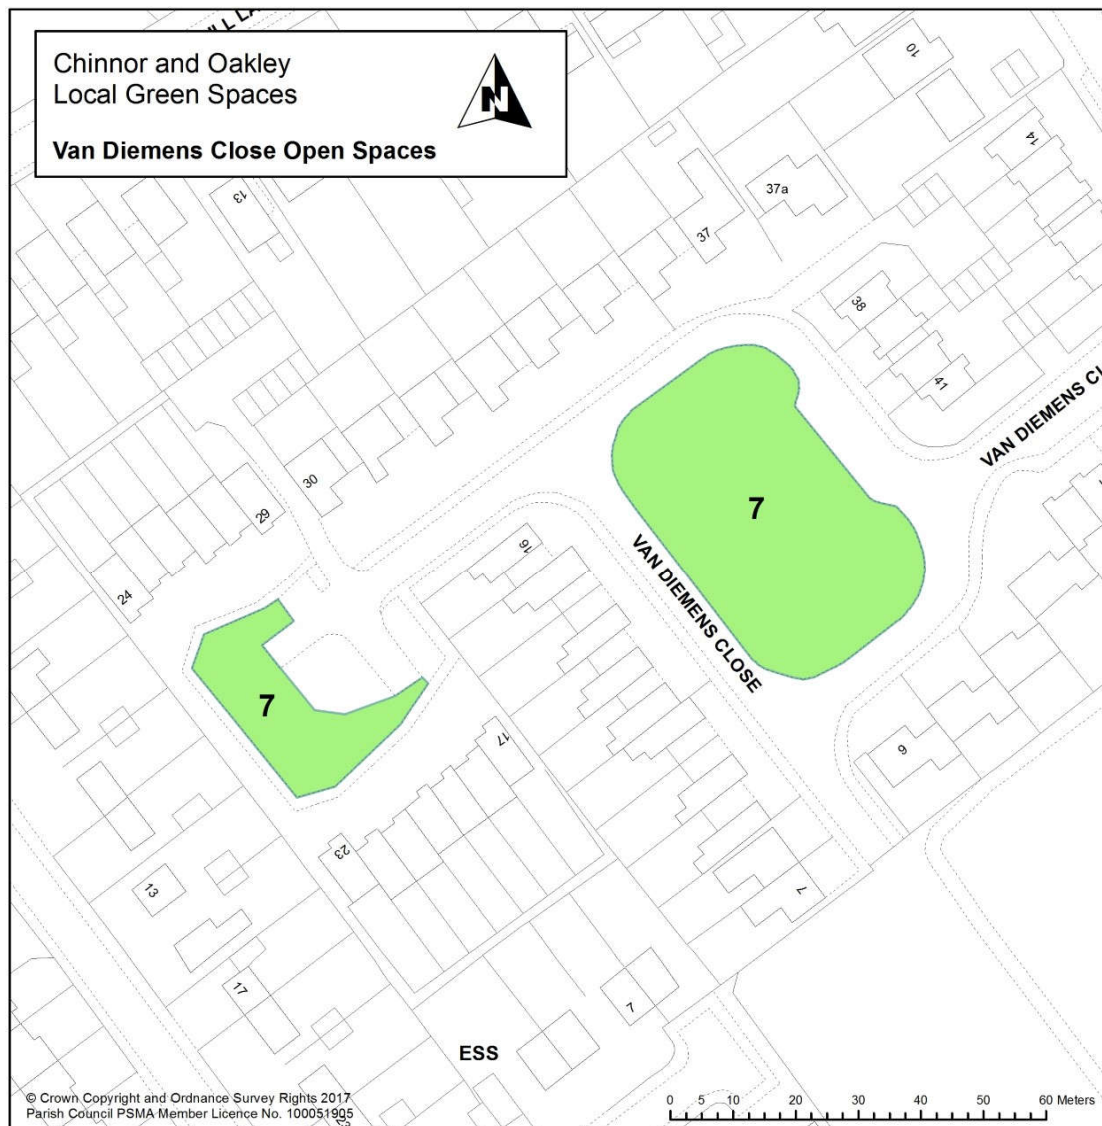 Chinnor and Oakley
Local Green Spaces
N
Van Diemens Close Open Spaces
10
14
13
37a
37
38
41
VAN DIEMENS
30
29
7
16
VAN DIEMENS CLOSE
24
7
17
9
23
13
7
17
7
ESS
© Crown Copyright and Ordnance Survey Rights 2017
Parish Council PSMA Member Licence No. 100051905
0 5 10 20 30 40 50 60 Meters